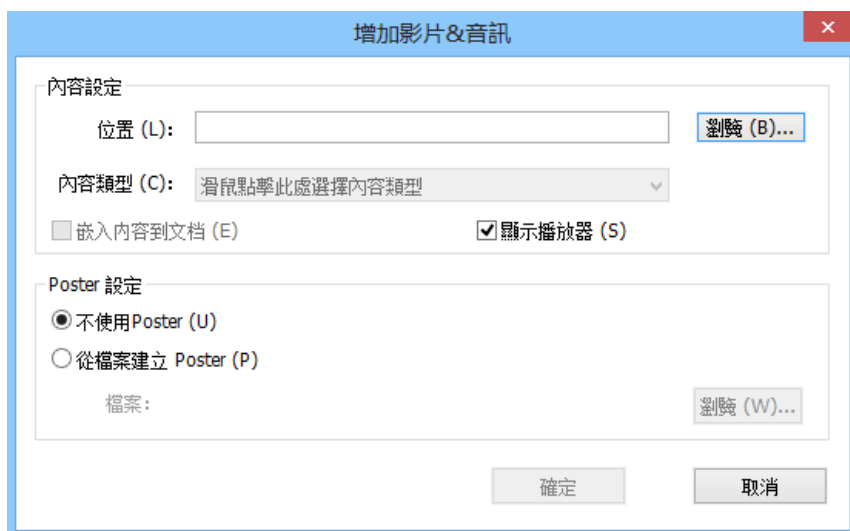 增加影片&音訊
內容設定
位置 (L): 瀏覽 (B)...
內容類型 (C): 滑鼠點擊此處選擇內容類型
嵌入内容到文档 (E) 顯示播放器 (S)
Poster 設定
不使用Poster (U)
從檔案建立 Poster (P)
檔案: 瀏覽 (W)...
確定 取消